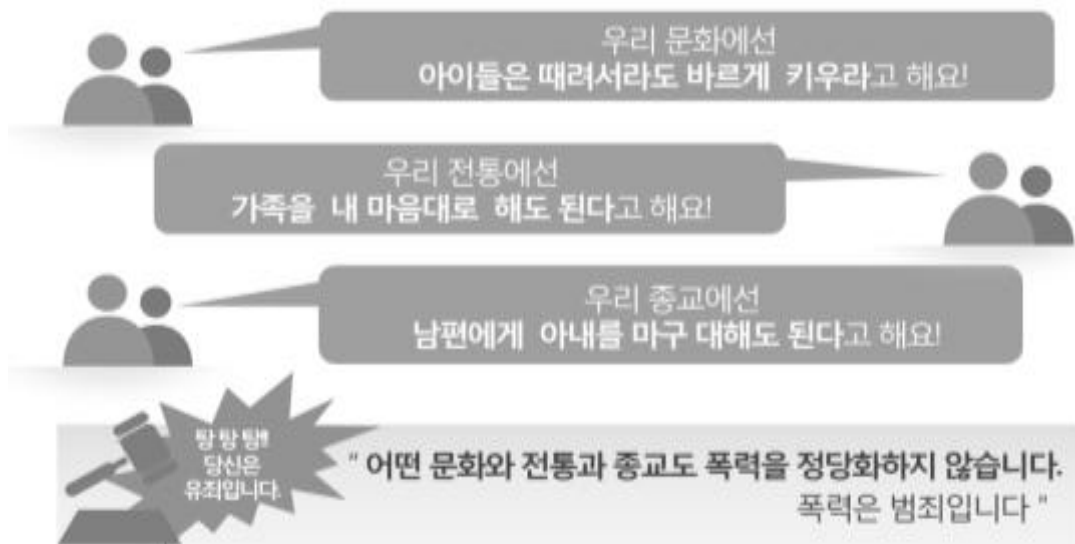 우리 문화에선
아이들은 때려서라도 바르게 키우라고 해요!
우리 전통에선
가족을 내 마음대로 해도 된다고 해요!
우리 종교에선
남편에게 아내를 마구 대해도 된다고 해요!
탕 탕 탕!!
당신은
유죄입니다.
" 어떤 문화와 전통과 종교도 폭력을 정당화하지 않습니다.
폭력은 범죄입니다 "